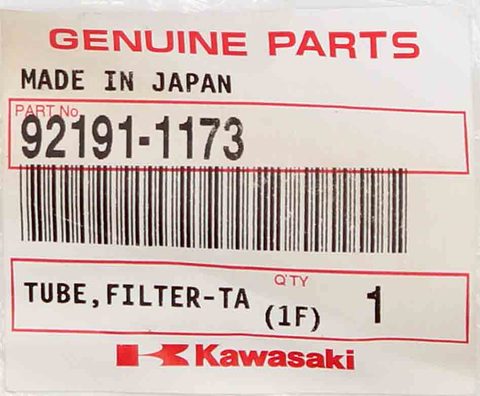 GENUINE PARTS
MADE IN JAPAN
PART No.
92191-1173
Q'TY
TUBE,FILTER-TA (1F) 1
Kawasaki